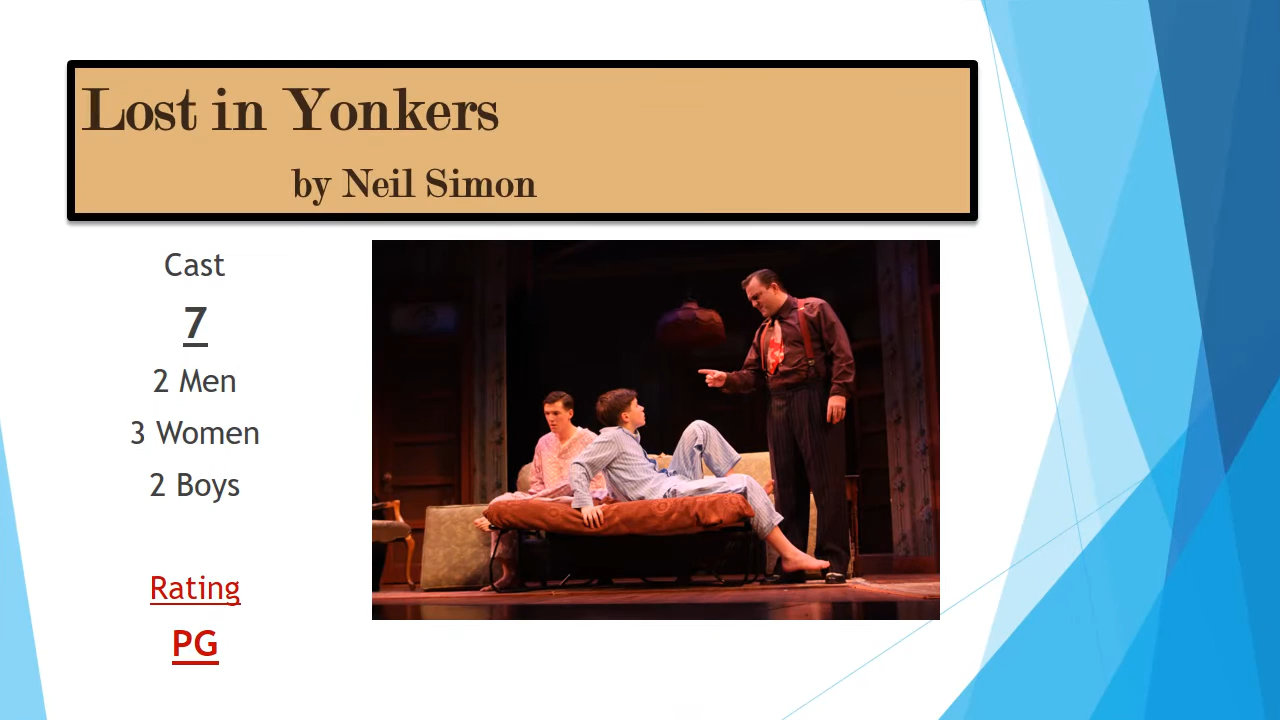 Lost in Yonkers
by Neil Simon
Cast
7
2 Men
3 Women
2 Boys
Rating
PG